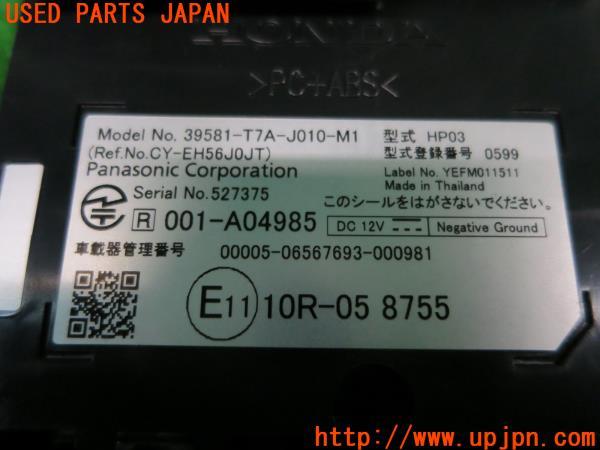 USED PARTS JAPAN
HONDA
>PC+ABS<
Model No. 39581-T7A-J010-M1 型式 HP03
(Ref.No.CY-EH56J0JT) 型式登録番号 0599
Panasonic Corporation Label No. YEFM011511
Made in Thailand
Serial No.527375 このシールをはがさないでください。
R 001-A04985 DC 12V Negative Ground
車載器管理番号 00005-06567693-000981
E11 10R-05 8755
http://www.upjpn.com/